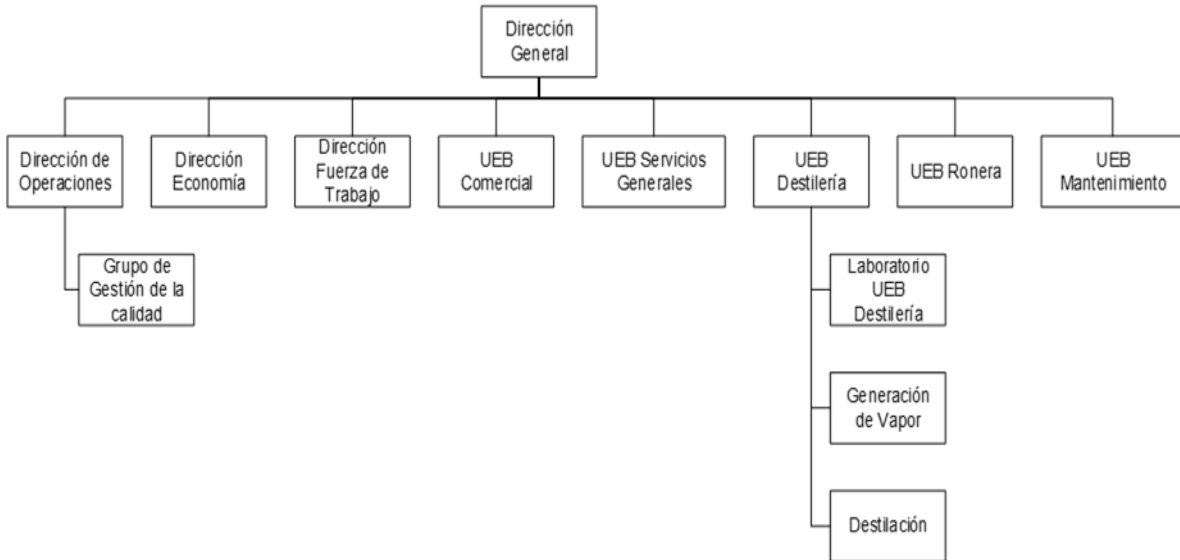 Dirección
General
Dirección de
Operaciones
Dirección
Economía
Dirección
Fuerza de
Trabajo
UEB
Comercial
UEB Servicios
Generales
UEB
Destilería
UEB Ronera
UEB
Mantenimiento
Grupo de
Gestión de la
calidad
Laboratorio
UEB
Destilería
Generación
de Vapor
Destilación